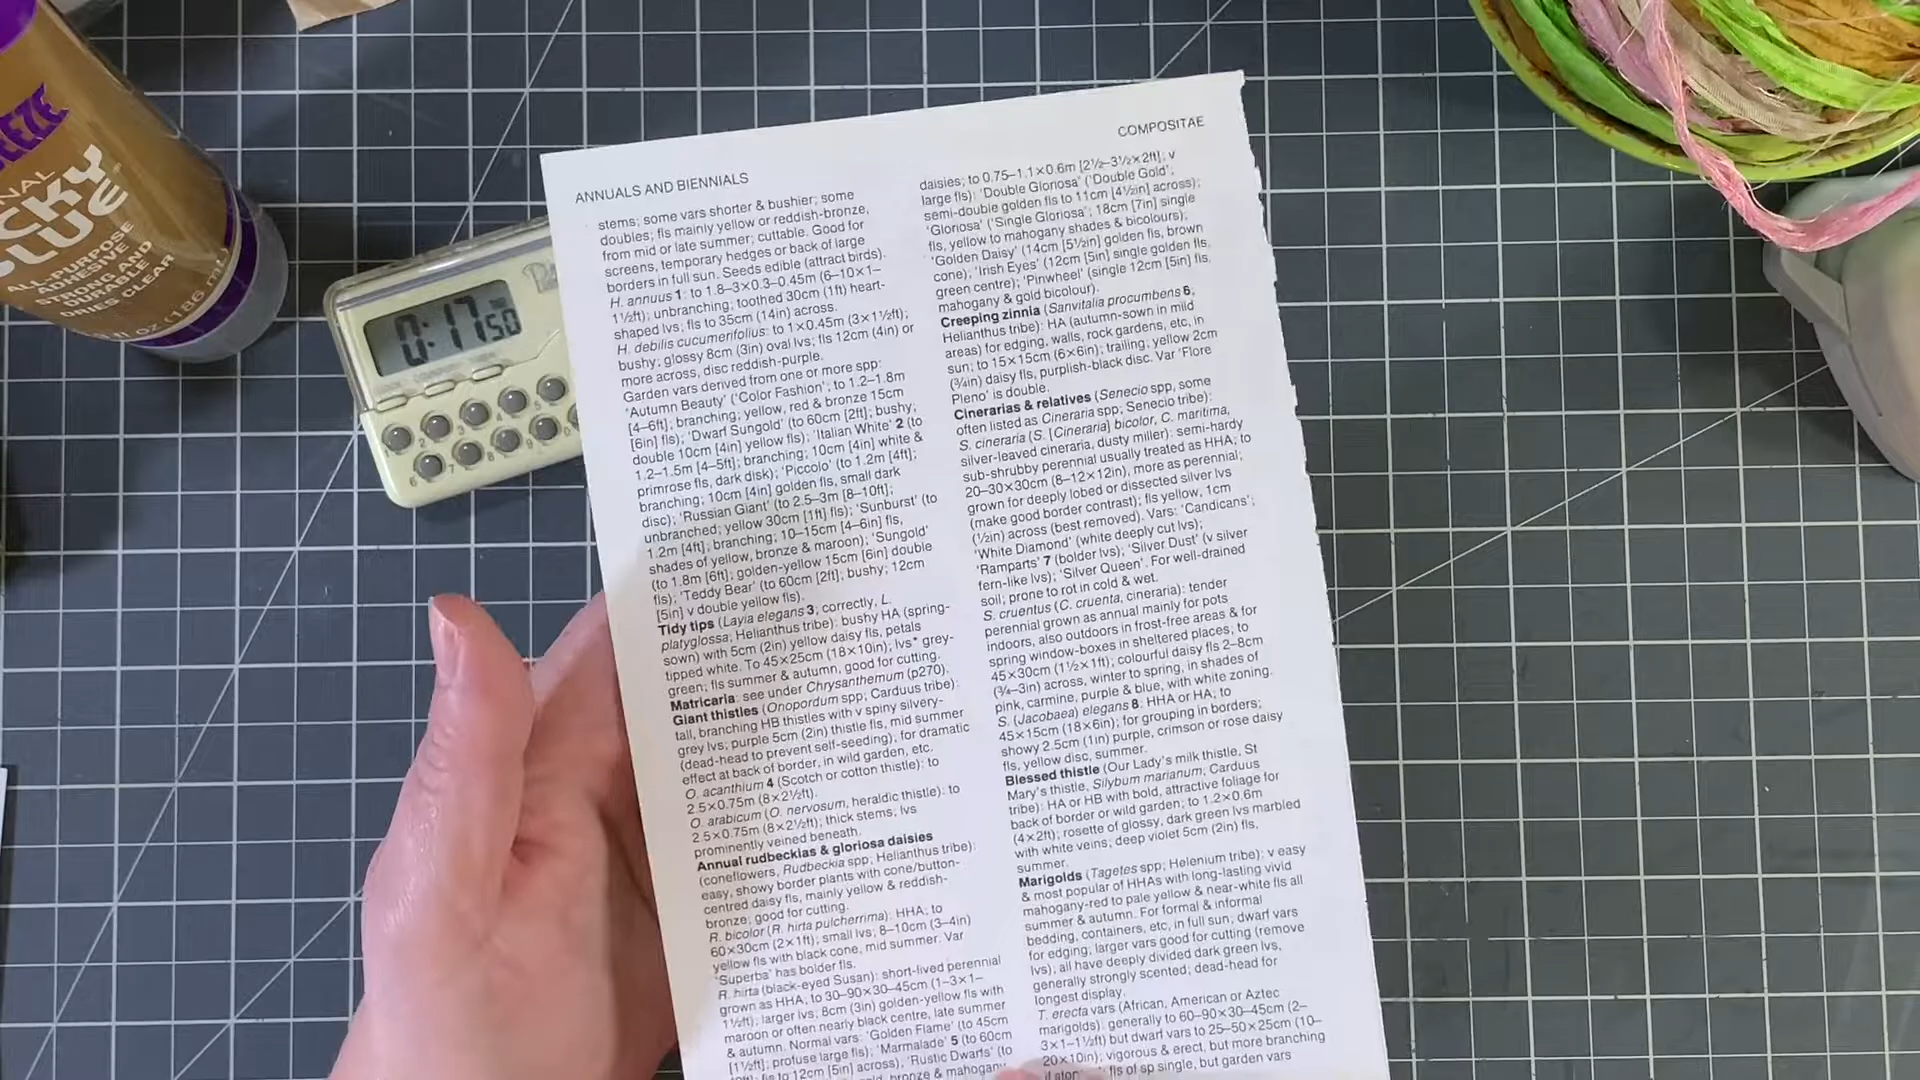 EEZE
NAL
CKY
GLUE
ALL-PURPOSE
ADHESIVE
STRONG AND
DURABLE
DRIES CLEAR
fl oz (186 mL)
0:17 50
1 2 3 4 5
6 7 8 9 0
ANNUALS AND BIENNIALS
stems; some vars shorter & bushier; some
doubles; fls mainly yellow or reddish-bronze,
from mid or late summer; cuttable. Good for
screens, temporary hedges or back of large
borders in full sun. Seeds edible (attract birds).
H. annuus 1: to 1.8–3×0.3–0.45m (6–10×1–
1½ft); unbranching; toothed 30cm (1ft) heart-
shaped lvs; fls to 35cm (14in) across.
H. debilis cucumerifolius: to 1×0.45m (3×1½ft);
bushy; glossy 8cm (3in) oval lvs; fls 12cm (4in) or
more across, disc reddish-purple.
Garden vars derived from one or more spp:
'Autumn Beauty' ('Color Fashion'; to 1.2–1.8m
[4–6ft]; branching; yellow, red & bronze 15cm
[6in] fls); 'Dwarf Sungold' (to 60cm [2ft]; bushy;
double 10cm [4in] yellow fls); 'Italian White' 2 (to
1.2–1.5m [4–5ft]; branching; 10cm [4in] white &
primrose fls, dark disk); 'Piccolo' (to 1.2m [4ft];
branching; 10cm [4in] golden fls, small dark
disc); 'Russian Giant' (to 2.5–3m [8–10ft];
unbranched; yellow 30cm [1ft] fls); 'Sunburst' (to
1.2m [4ft]; branching; 10–15cm [4–6in] fls,
shades of yellow, bronze & maroon); 'Sungold'
(to 1.8m [6ft]; golden-yellow 15cm [6in] double
fls); 'Teddy Bear' (to 60cm [2ft]; bushy; 12cm
[5in] v double yellow fls).
Tidy tips (Layia elegans 3; correctly, L.
platyglossa; Helianthus tribe): bushy HA (spring-
sown) with 5cm (2in) yellow daisy fls, petals
tipped white. To 45×25cm (18×10in); lvs* grey-
green; fls summer & autumn, good for cutting.
Matricaria: see under Chrysanthemum (p270).
Giant thistles (Onopordum spp; Carduus tribe):
tall, branching HB thistles with v spiny silvery-
grey lvs; purple 5cm (2in) thistle fls, mid summer
(dead-head to prevent self-seeding); for dramatic
effect at back of border, in wild garden, etc.
O. acanthium 4 (Scotch or cotton thistle): to
2.5×0.75m (8×2½ft).
O. arabicum (O. nervosum, heraldic thistle): to
2.5×0.75m (8×2½ft); thick stems; lvs
prominently veined beneath.
Annual rudbeckias & gloriosa daisies
(coneflowers, Rudbeckia spp; Helianthus tribe):
easy, showy border plants with cone/button-
centred daisy fls, mainly yellow & reddish-
bronze; good for cutting.
R. bicolor (R. hirta pulcherrima): HHA; to
60×30cm (2×1ft); small lvs; 8–10cm (3–4in)
yellow fls with black cone, mid summer. Var
'Superba' has bolder fls.
R. hirta (black-eyed Susan): short-lived perennial
grown as HHA, to 30–90×30–45cm (1–3×1–
1½ft); larger lvs; 8cm (3in) golden-yellow fls with
maroon or often nearly black centre, late summer
& autumn. Normal vars: 'Golden Flame' (to 45cm
[1½ft]; profuse large fls); 'Marmalade' 5 (to 60cm
fls to 12cm [5in] across); 'Rustic Dwarfs' (to
bronze & mahogany
COMPOSITAE
daisies; to 0.75–1.1×0.6m [2½–3½×2ft]; v
large fls): 'Double Gloriosa' ('Double Gold';
semi-double golden fls to 11cm [4½in] across);
'Gloriosa' ('Single Gloriosa'; 18cm [7in] single
fls, yellow to mahogany shades & bicolours);
'Golden Daisy' (14cm [5½in] golden fls, brown
cone); 'Irish Eyes' (12cm [5in] single golden fls,
green centre); 'Pinwheel' (single 12cm [5in] fls,
mahogany & gold bicolour).
Creeping zinnia (Sanvitalia procumbens 6;
Helianthus tribe): HA (autumn-sown in mild
areas) for edging, walls, rock gardens, etc, in
sun; to 15×15cm (6×6in); trailing; yellow 2cm
(¾in) daisy fls, purplish-black disc. Var 'Flore
Pleno' is double.
Cinerarias & relatives (Senecio spp, some
often listed as Cineraria spp; Senecio tribe):
S. cineraria (S. [Cineraria] bicolor, C. maritima,
silver-leaved cineraria, dusty miller): semi-hardy
sub-shrubby perennial usually treated as HHA; to
20–30×30cm (8–12×12in), more as perennial;
grown for deeply lobed or dissected silver lvs
(make good border contrast); fls yellow, 1cm
(½in) across (best removed). Vars: 'Candicans';
'White Diamond' (white deeply cut lvs);
'Ramparts' 7 (bolder lvs); 'Silver Dust' (v silver
fern-like lvs); 'Silver Queen'. For well-drained
soil; prone to rot in cold & wet.
S. cruentus (C. cruenta, cineraria): tender
perennial grown as annual mainly for pots
indoors, also outdoors in frost-free areas & for
spring window-boxes in sheltered places; to
45×30cm (1½×1ft); colourful daisy fls 2–8cm
(¾–3in) across, winter to spring, in shades of
pink, carmine, purple & blue, with white zoning.
S. (Jacobaea) elegans 8: HHA or HA; to
45×15cm (18×6in); for grouping in borders;
showy 2.5cm (1in) purple, crimson or rose daisy
fls, yellow disc, summer.
Blessed thistle (Our Lady's milk thistle, St
Mary's thistle, Silybum marianum, Carduus
tribe): HA or HB with bold, attractive foliage for
back of border or wild garden; to 1.2×0.6m
(4×2ft); rosette of glossy, dark green lvs marbled
with white veins; deep violet 5cm (2in) fls,
summer.
Marigolds (Tagetes spp; Helenium tribe); v easy
& most popular of HHAs with long-lasting vivid
mahogany-red to pale yellow & near-white fls all
summer & autumn. For formal & informal
bedding, containers, etc, in full sun; dwarf vars
for edging, larger vars good for cutting (remove
lvs), all have deeply divided dark green lvs,
generally strongly scented; dead-head for
longest display.
T. erecta vars (African, American or Aztec
marigolds): generally to 60–90×30–45cm (2–
3×1–1½ft) but dwarf vars to 25–50×25cm (10–
20×10in); vigorous & erect, but more branching
if fls of sp single, but garden vars